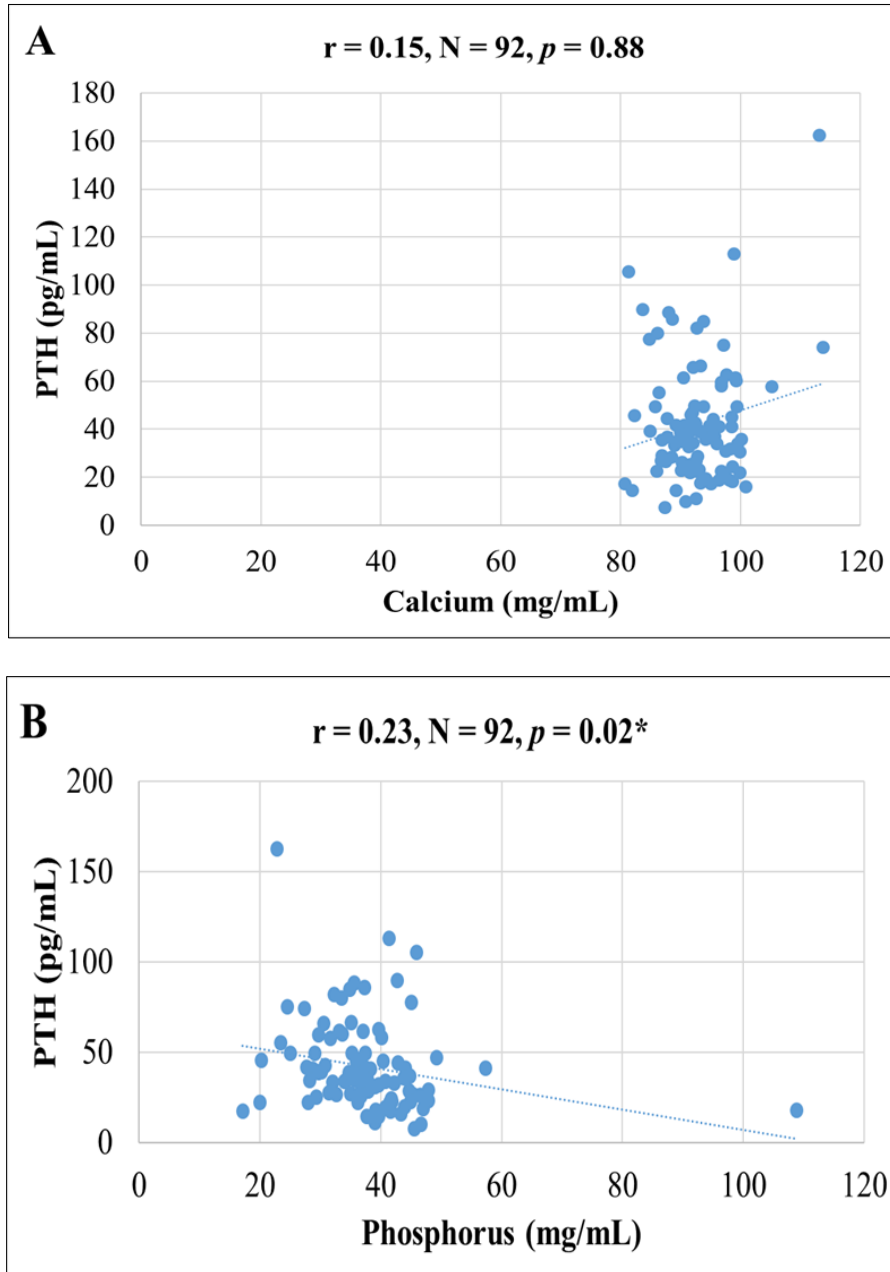 A
r = 0.15, N = 92, p = 0.88
PTH (pg/mL)
180
160
140
120
100
80
60
40
20
0
0 20 40 60 80 100 120
Calcium (mg/mL)
B
r = 0.23, N = 92, p = 0.02*
PTH (pg/mL)
200
150
100
50
0
0 20 40 60 80 100 120
Phosphorus (mg/mL)